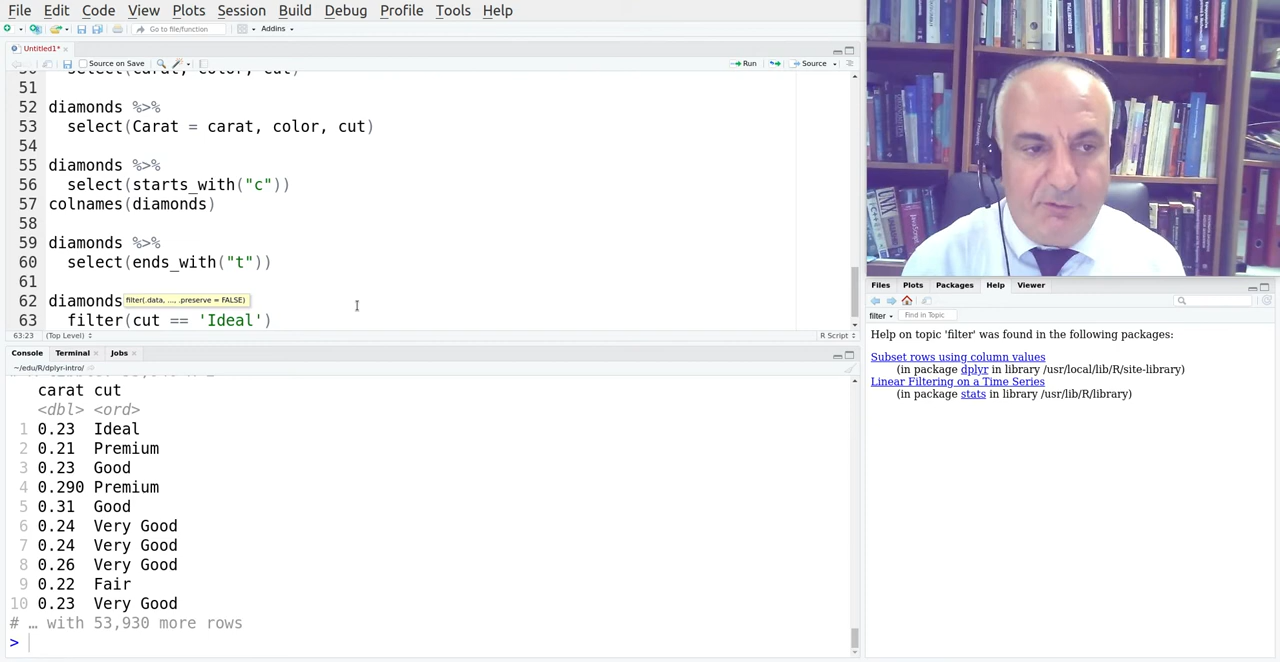 File Edit Code View Plots Session Build Debug Profile Tools Help
Go to file/function Addins
Untitled1*
Source on Save Run Source
select(carat, color, cut)
51
52 diamonds %>%
53 select(Carat = carat, color, cut)
54
55 diamonds %>%
56 select(starts_with("c"))
57 colnames(diamonds)
58
59 diamonds %>%
60 select(ends_with("t"))
61
62 diamonds
filter(.data, ..., .preserve = FALSE)
63 filter(cut == 'Ideal')
63:23 (Top Level) R Script
Console Terminal Jobs
~/edu/R/dplyr-intro/
carat cut
<dbl> <ord>
1 0.23 Ideal
2 0.21 Premium
3 0.23 Good
4 0.290 Premium
5 0.31 Good
6 0.24 Very Good
7 0.24 Very Good
8 0.26 Very Good
9 0.22 Fair
10 0.23 Very Good
# … with 53,930 more rows
>
Files Plots Packages Help Viewer
filter Find in Topic
Help on topic 'filter' was found in the following packages:
Subset rows using column values
(in package dplyr in library /usr/local/lib/R/site-library)
Linear Filtering on a Time Series
(in package stats in library /usr/lib/R/library)